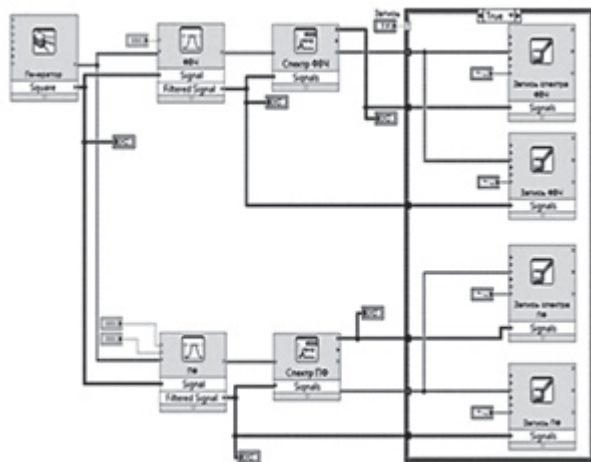 Запись
True
Генератор
Square
ФВЧ
Signal
Filtered Signal
Спектр ФВЧ
Signals
Запись спектра
ФВЧ
Signals
Запись ФВЧ
Signals
Запись спектра
ПФ
Signals
ПФ
Signal
Filtered Signal
Спектр ПФ
Signals
Запись ПФ
Signals